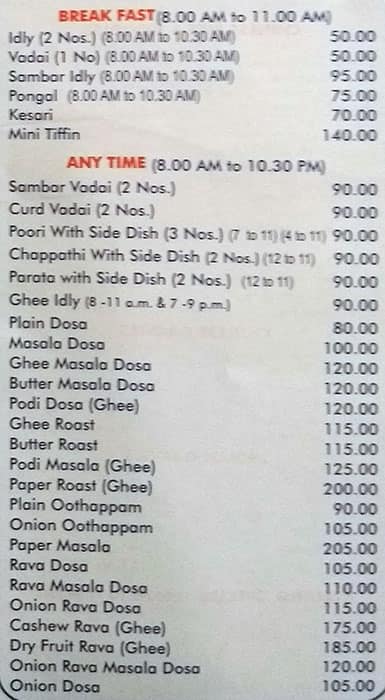 BREAK FAST (8.00 AM to 11.00 AM)
Idly (2 Nos.) (8.00 AM to 10.30 AM) 50.00
Vadai (1 No) (8.00 AM to 10.30 AM) 50.00
Sambar Idly (8.00 AM to 10.30 AM) 95.00
Pongal (8.00 AM to 10.30 AM) 75.00
Kesari 70.00
Mini Tiffin 140.00
ANY TIME (8.00 AM to 10.30 PM)
Sambar Vadai (2 Nos.) 90.00
Curd Vadai (2 Nos.) 90.00
Poori With Side Dish (3 Nos.) (7 to 11) (4 to 11) 90.00
Chappathi With Side Dish (2 Nos.) (12 to 11) 90.00
Parata with Side Dish (2 Nos.) (12 to 11) 90.00
Ghee Idly (8 -11 a.m. & 7 -9 p.m.) 90.00
Plain Dosa 80.00
Masala Dosa 100.00
Ghee Masala Dosa 120.00
Butter Masala Dosa 120.00
Podi Dosa (Ghee) 120.00
Ghee Roast 115.00
Butter Roast 115.00
Podi Masala (Ghee) 125.00
Paper Roast (Ghee) 200.00
Plain Oothappam 90.00
Onion Oothappam 105.00
Paper Masala 205.00
Rava Dosa 105.00
Rava Masala Dosa 110.00
Onion Rava Dosa 115.00
Cashew Rava (Ghee) 175.00
Dry Fruit Rava (Ghee) 185.00
Onion Rava Masala Dosa 120.00
Onion Dosa 105.00